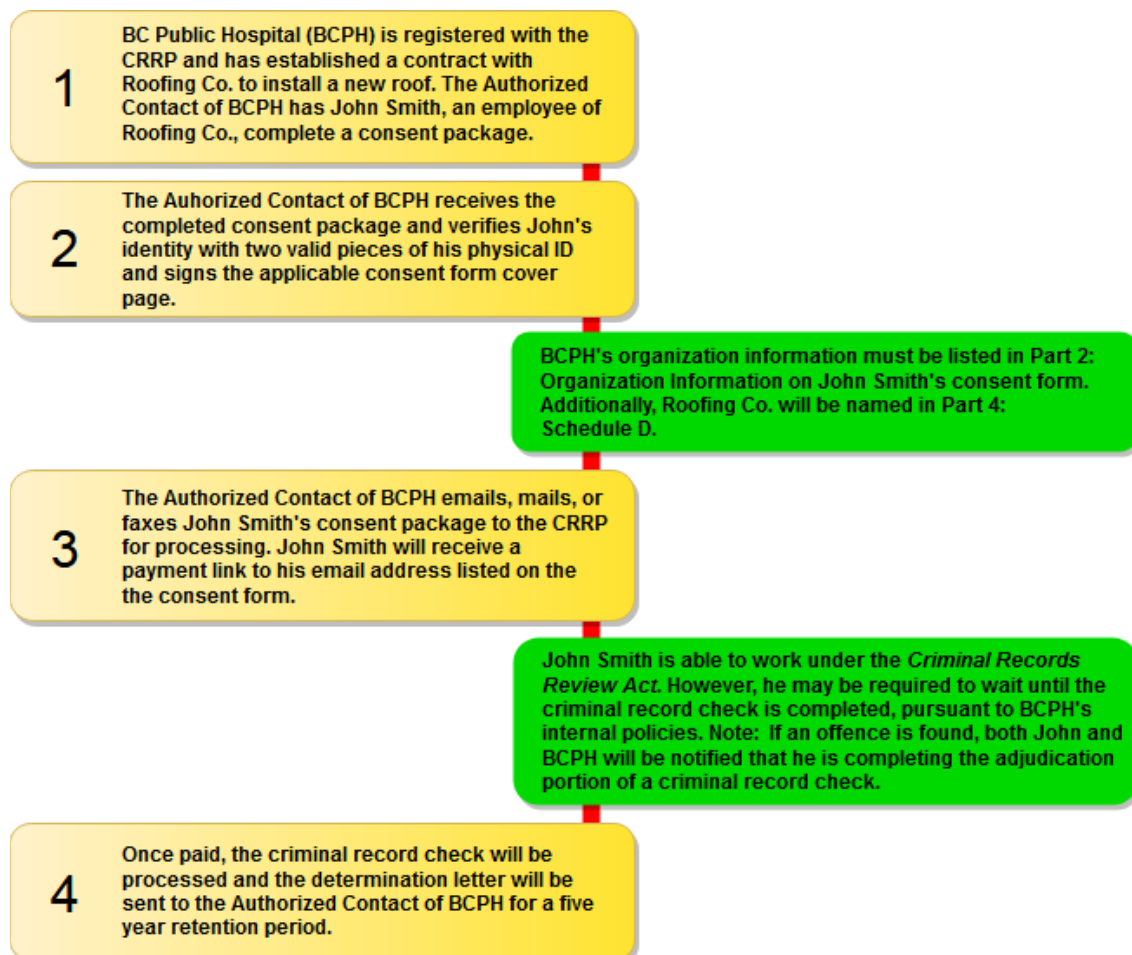 1
BC Public Hospital (BCPH) is registered with the
CRRP and has established a contract with
Roofing Co. to install a new roof. The Authorized
Contact of BCPH has John Smith, an employee of
Roofing Co., complete a consent package.
2
The Auhorized Contact of BCPH receives the
completed consent package and verifies John's
identity with two valid pieces of his physical ID
and signs the applicable consent form cover
page.
BCPH's organization information must be listed in Part 2:
Organization Information on John Smith's consent form.
Additionally, Roofing Co. will be named in Part 4:
Schedule D.
3
The Authorized Contact of BCPH emails, mails, or
faxes John Smith's consent package to the CRRP
for processing. John Smith will receive a
payment link to his email address listed on the
the consent form.
John Smith is able to work under the Criminal Records
Review Act. However, he may be required to wait until the
criminal record check is completed, pursuant to BCPH's
internal policies. Note: If an offence is found, both John and
BCPH will be notified that he is completing the adjudication
portion of a criminal record check.
4
Once paid, the criminal record check will be
processed and the determination letter will be
sent to the Authorized Contact of BCPH for a five
year retention period.